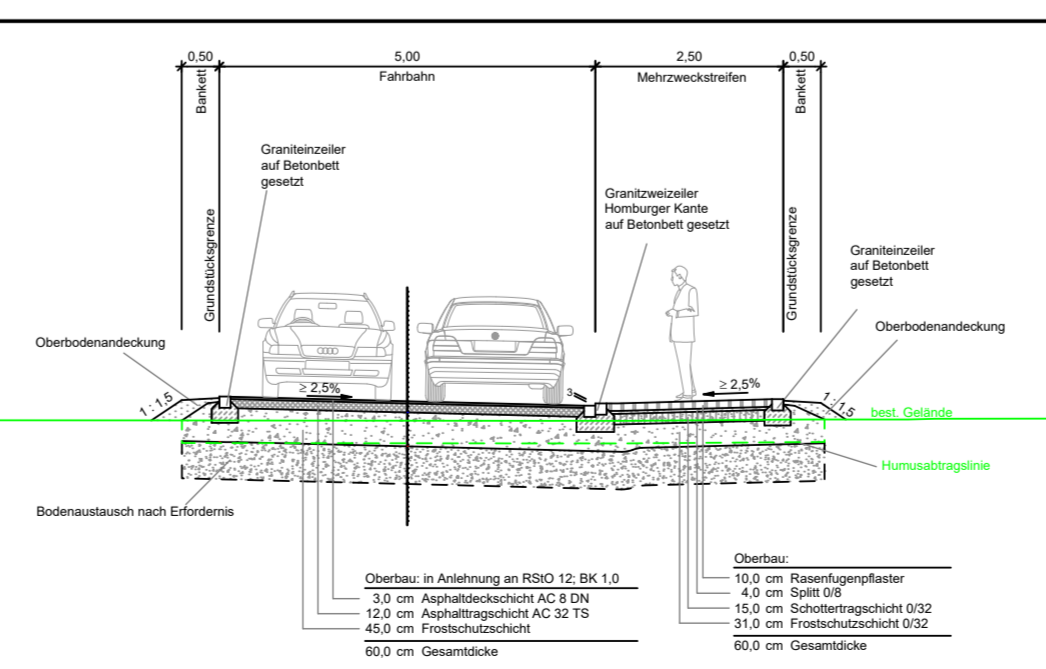 0,50
5,00
2,50
0,50
Bankett
Fahrbahn
Mehrzweckstreifen
Bankett
Grundstücksgrenze
Graniteinzeiler
auf Betonbett
gesetzt
Granitzweizeiler
Homburger Kante
auf Betonbett gesetzt
Grundstücksgrenze
Graniteinzeiler
auf Betonbett
gesetzt
Oberbodenandeckung
Oberbodenandeckung
1 : 1,5
≥ 2,5%
3
≥ 2,5%
1 : 1,5
best. Gelände
Humusabtragslinie
Bodenaustausch nach Erfordernis
Oberbau: in Anlehnung an RStO 12; BK 1,0
3,0 cm Asphaltdeckschicht AC 8 DN
12,0 cm Asphalttragschicht AC 32 TS
45,0 cm Frostschutzschicht
60,0 cm Gesamtdicke
Oberbau:
10,0 cm Rasenfugenpflaster
4,0 cm Splitt 0/8
15,0 cm Schottertragschicht 0/32
31,0 cm Frostschutzschicht 0/32
60,0 cm Gesamtdicke